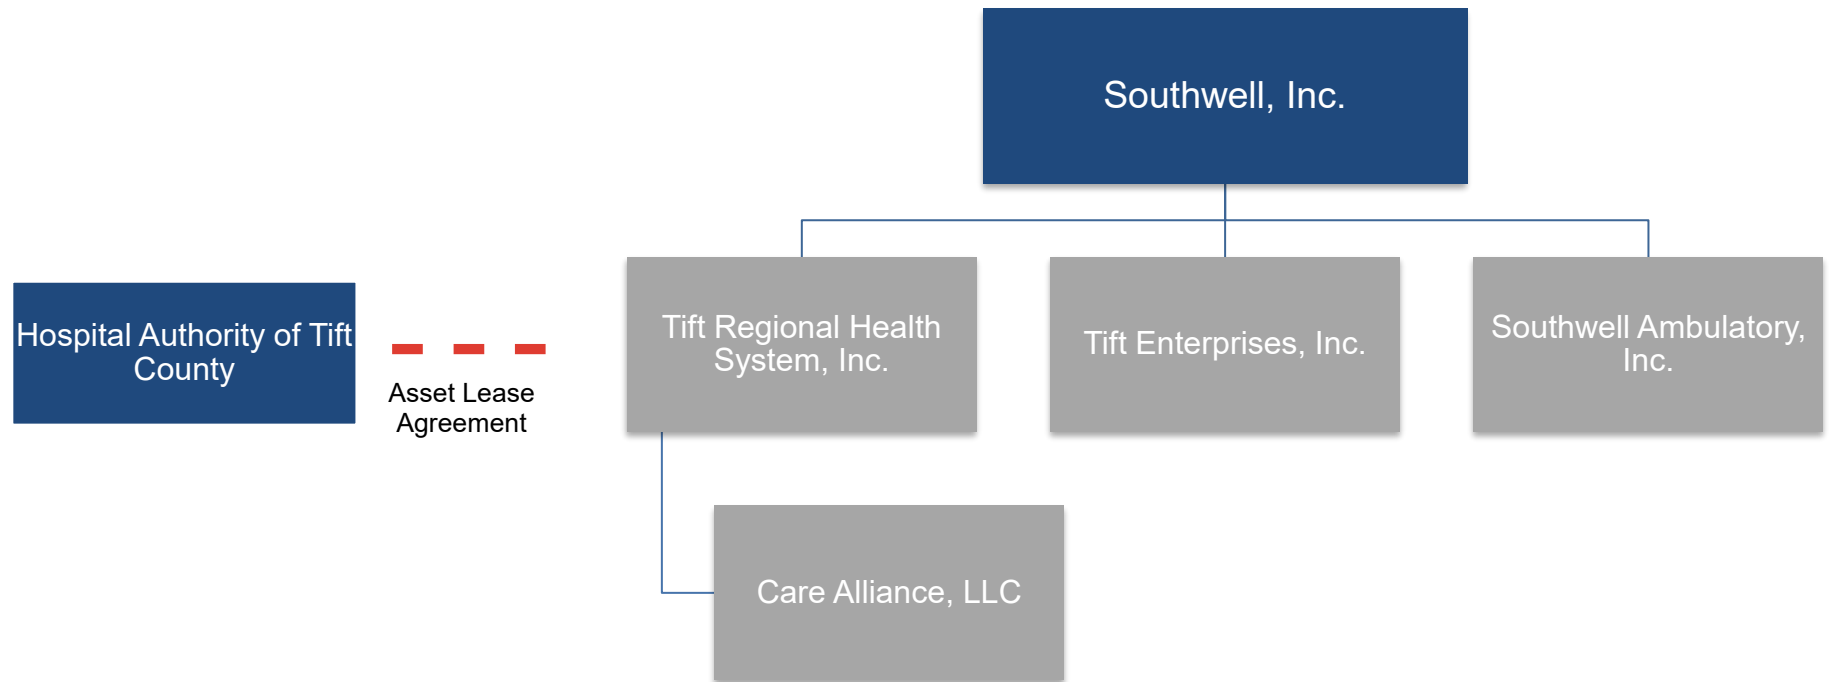 Southwell, Inc.
Hospital Authority of Tift
County
Asset Lease
Agreement
Tift Regional Health
System, Inc.
Tift Enterprises, Inc.
Southwell Ambulatory,
Inc.
Care Alliance, LLC